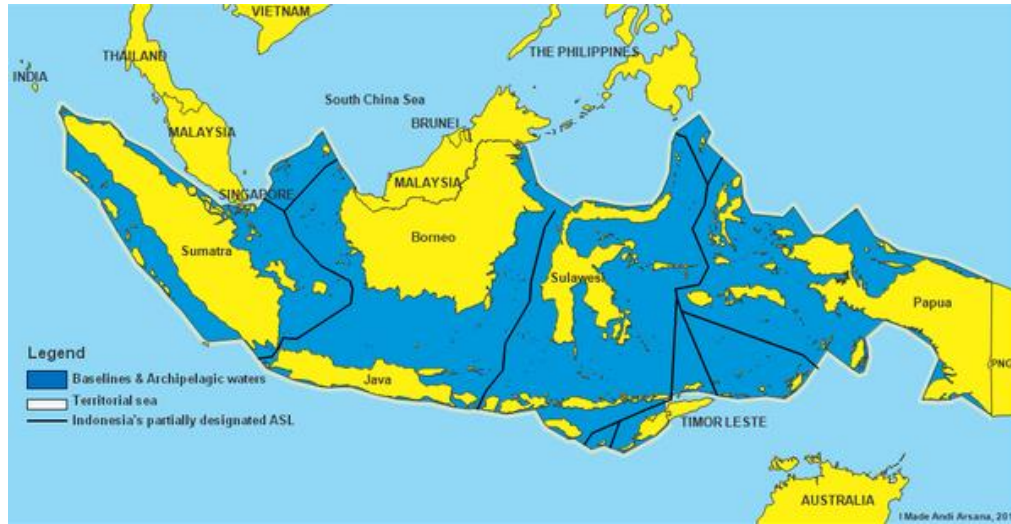 VIETNAM
THAILAND
THE PHILIPPINES
INDIA
South China Sea
BRUNEI
MALAYSIA
MALAYSIA
SINGAPORE
Borneo
Sumatra
Sulawesi
Papua
PNG
Legend
Baselines & Archipelagic waters
Java
Territorial sea
Indonesia's partially designated ASL
TIMOR LESTE
AUSTRALIA
I Made Andi Arsana, 201